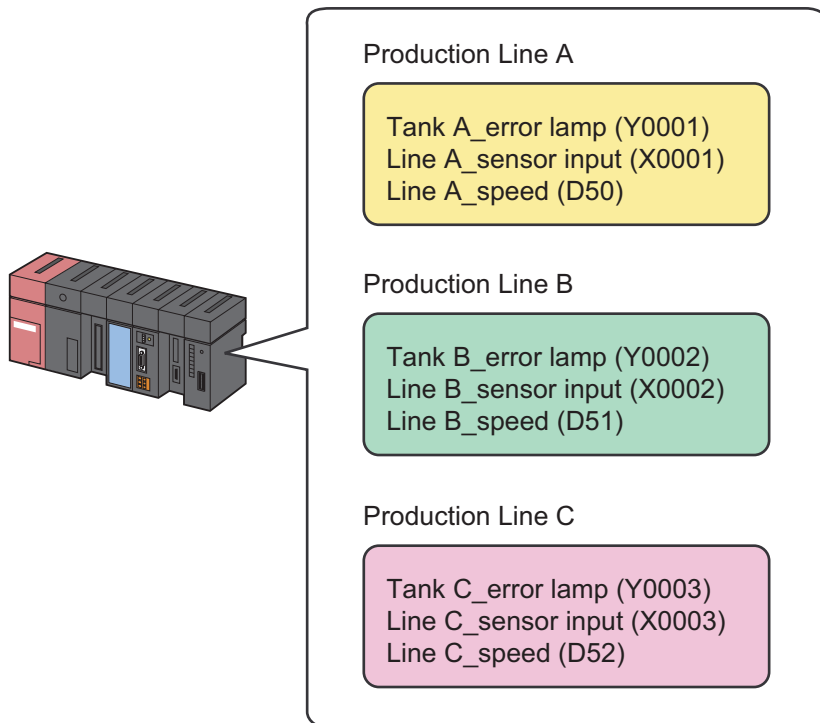 Production Line A
Tank A_error lamp (Y0001)
Line A_sensor input (X0001)
Line A_speed (D50)
Production Line B
Tank B_error lamp (Y0002)
Line B_sensor input (X0002)
Line B_speed (D51)
Production Line C
Tank C_error lamp (Y0003)
Line C_sensor input (X0003)
Line C_speed (D52)